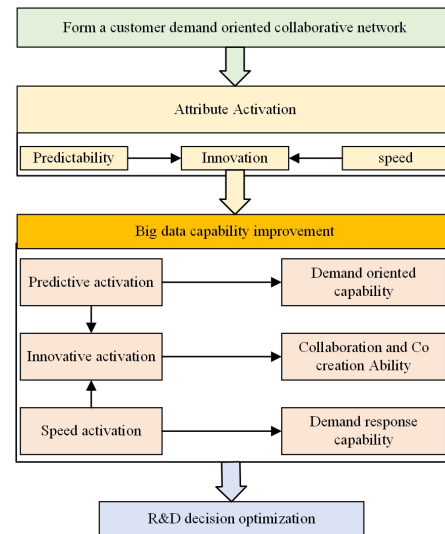 Form a customer demand oriented collaborative network
Attribute Activation
Predictability
Innovation
speed
Big data capability improvement
Predictive activation
Demand oriented
capability
Innovative activation
Collaboration and Co
creation Ability
Speed activation
Demand response
capability
R&D decision optimization